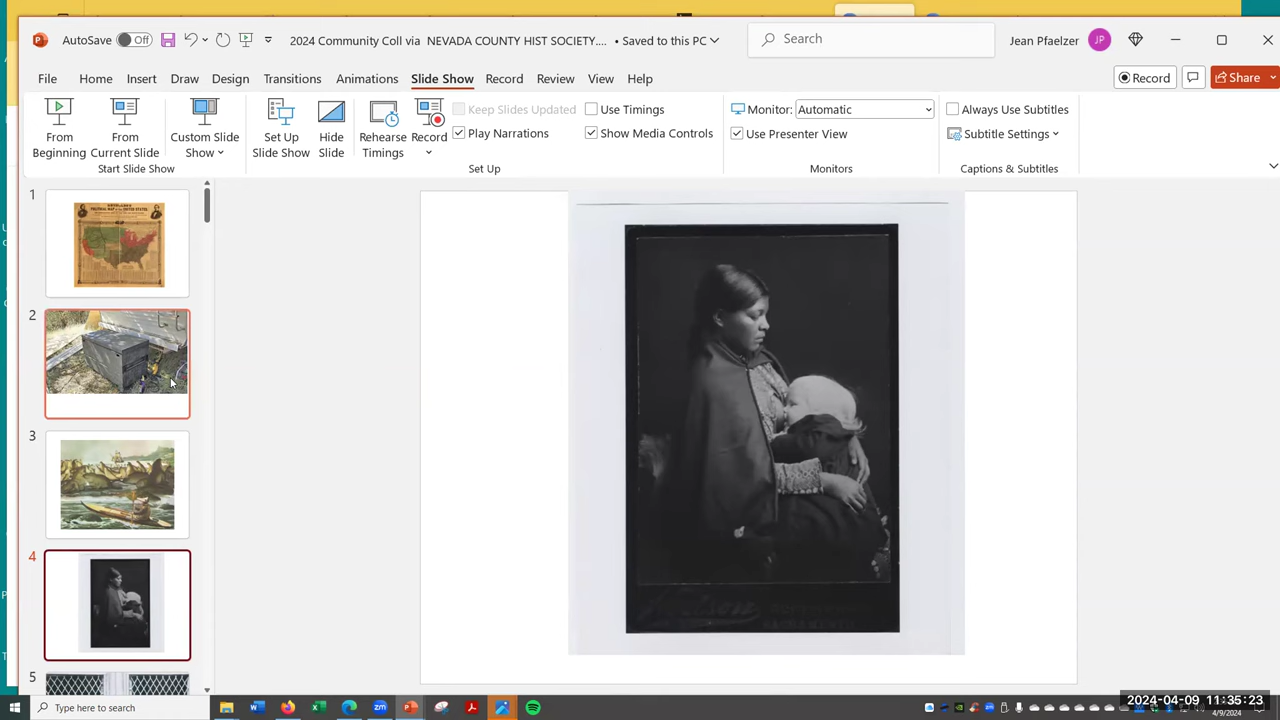 AutoSave Off 2024 Community Coll via NEVADA COUNTY HIST SOCIETY.... • Saved to this PC Search Jean Pfaelzer JP
File Home Insert Draw Design Transitions Animations Slide Show Record Review View Help Record Share
From Beginning
From Current Slide
Custom Slide Show
Set Up Slide Show
Hide Slide
Rehearse Timings
Record
Keep Slides Updated
Play Narrations
Use Timings
Show Media Controls
Monitor: Automatic
Use Presenter View
Always Use Subtitles
Subtitle Settings
Start Slide Show Set Up Monitors Captions & Subtitles
1
2
3
4
5
SACRAMENTO
Type here to search
2024-04-09 11:35:23
4/9/2024